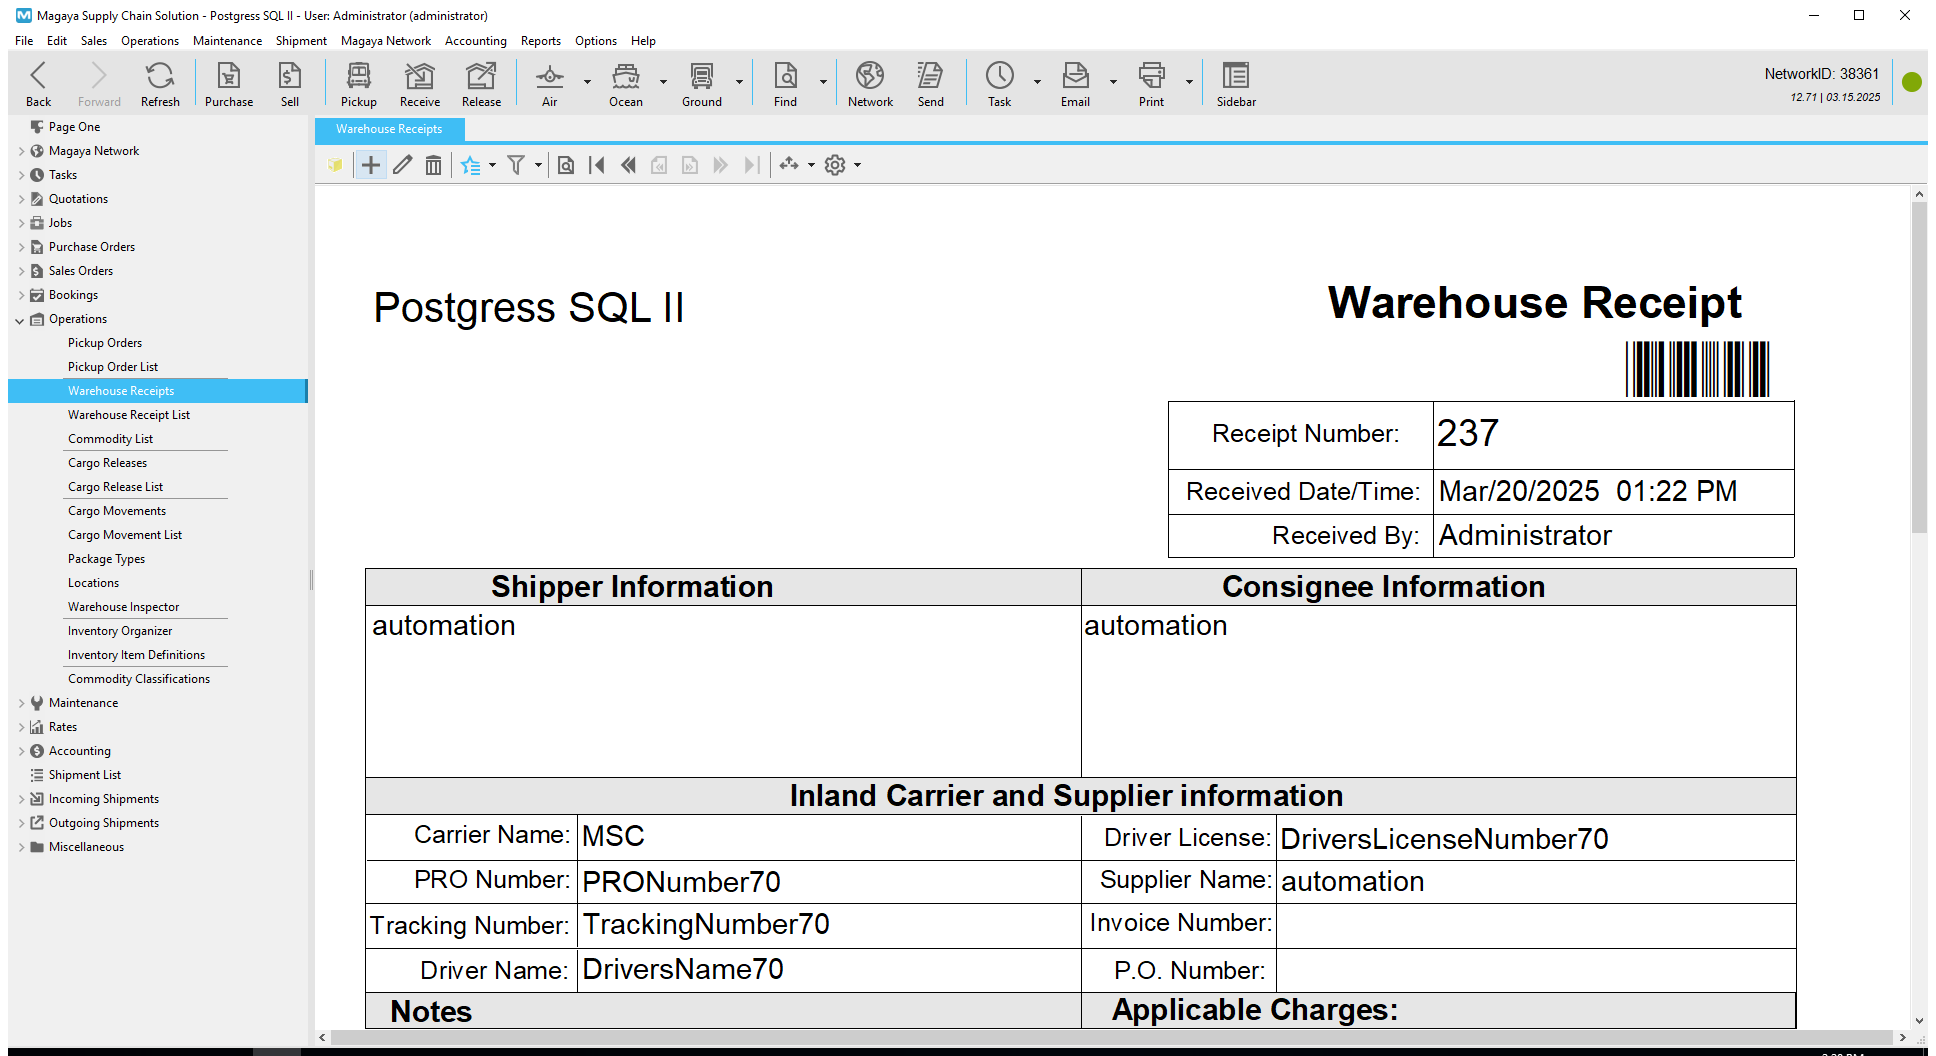 Magaya Supply Chain Solution - Postgress SQL II - User: Administrator (administrator)
File Edit Sales Operations Maintenance Shipment Magaya Network Accounting Reports Options Help
Back Forward Refresh Purchase Sell Pickup Receive Release Air Ocean Ground Find Network Send Task Email Print Sidebar
NetworkID: 38361
12.71 | 03.15.2025
Page One
Magaya Network
Tasks
Quotations
Jobs
Purchase Orders
Sales Orders
Bookings
Operations
Pickup Orders
Pickup Order List
Warehouse Receipts
Warehouse Receipt List
Commodity List
Cargo Releases
Cargo Release List
Cargo Movements
Cargo Movement List
Package Types
Locations
Warehouse Inspector
Inventory Organizer
Inventory Item Definitions
Commodity Classifications
Maintenance
Rates
Accounting
Shipment List
Incoming Shipments
Outgoing Shipments
Miscellaneous
Warehouse Receipts
Postgress SQL II
Warehouse Receipt
Receipt Number: 237
Received Date/Time: Mar/20/2025 01:22 PM
Received By: Administrator
Shipper Information Consignee Information
automation automation
Inland Carrier and Supplier information
Carrier Name: MSC Driver License: DriversLicenseNumber70
PRO Number: PRONumber70 Supplier Name: automation
Tracking Number: TrackingNumber70 Invoice Number:
Driver Name: DriversName70 P.O. Number:
Notes Applicable Charges: